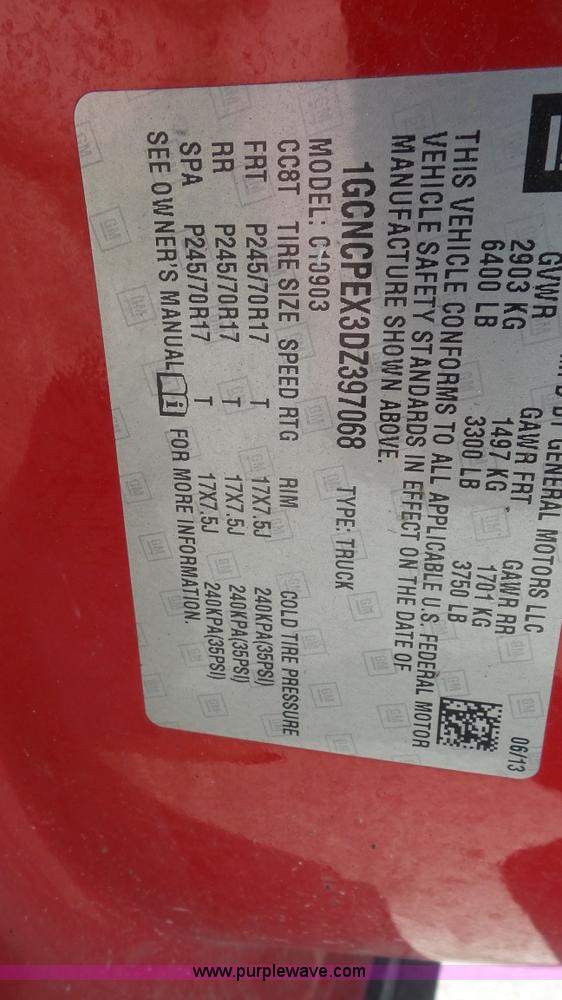 MFD BY GENERAL MOTORS LLC
06/13
GVWR GAWR FRT GAWR RR
2903 KG 1497 KG 1701 KG
6400 LB 3300 LB 3750 LB
THIS VEHICLE CONFORMS TO ALL APPLICABLE U.S. FEDERAL MOTOR
VEHICLE SAFETY STANDARDS IN EFFECT ON THE DATE OF
MANUFACTURE SHOWN ABOVE.
1GCNCPEX3DZ397068 TYPE: TRUCK
MODEL: C10903
CC8T TIRE SIZE SPEED RTG RIM COLD TIRE PRESSURE
FRT P245/70R17 T 17X7.5J 240KPA(35PSI)
RR P245/70R17 T 17X7.5J 240KPA(35PSI)
SPA P245/70R17 T 17X7.5J 240KPA(35PSI)
SEE OWNER'S MANUAL i FOR MORE INFORMATION.
www.purplewave.com